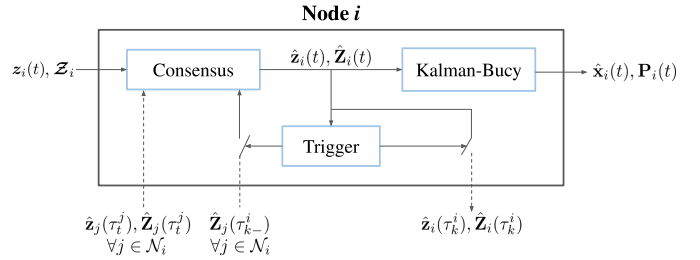 Node i
z_i(t), 𝓩_i
Consensus
ẑ_i(t), Ẑ_i(t)
Kalman-Bucy
x̂_i(t), P_i(t)
Trigger
ẑ_j(τ_t^j), Ẑ_j(τ_t^j)
∀j ∈ 𝒩_i
Ẑ_j(τ_{k-}^i)
∀j ∈ 𝒩_i
ẑ_i(τ_k^i), Ẑ_i(τ_k^i)